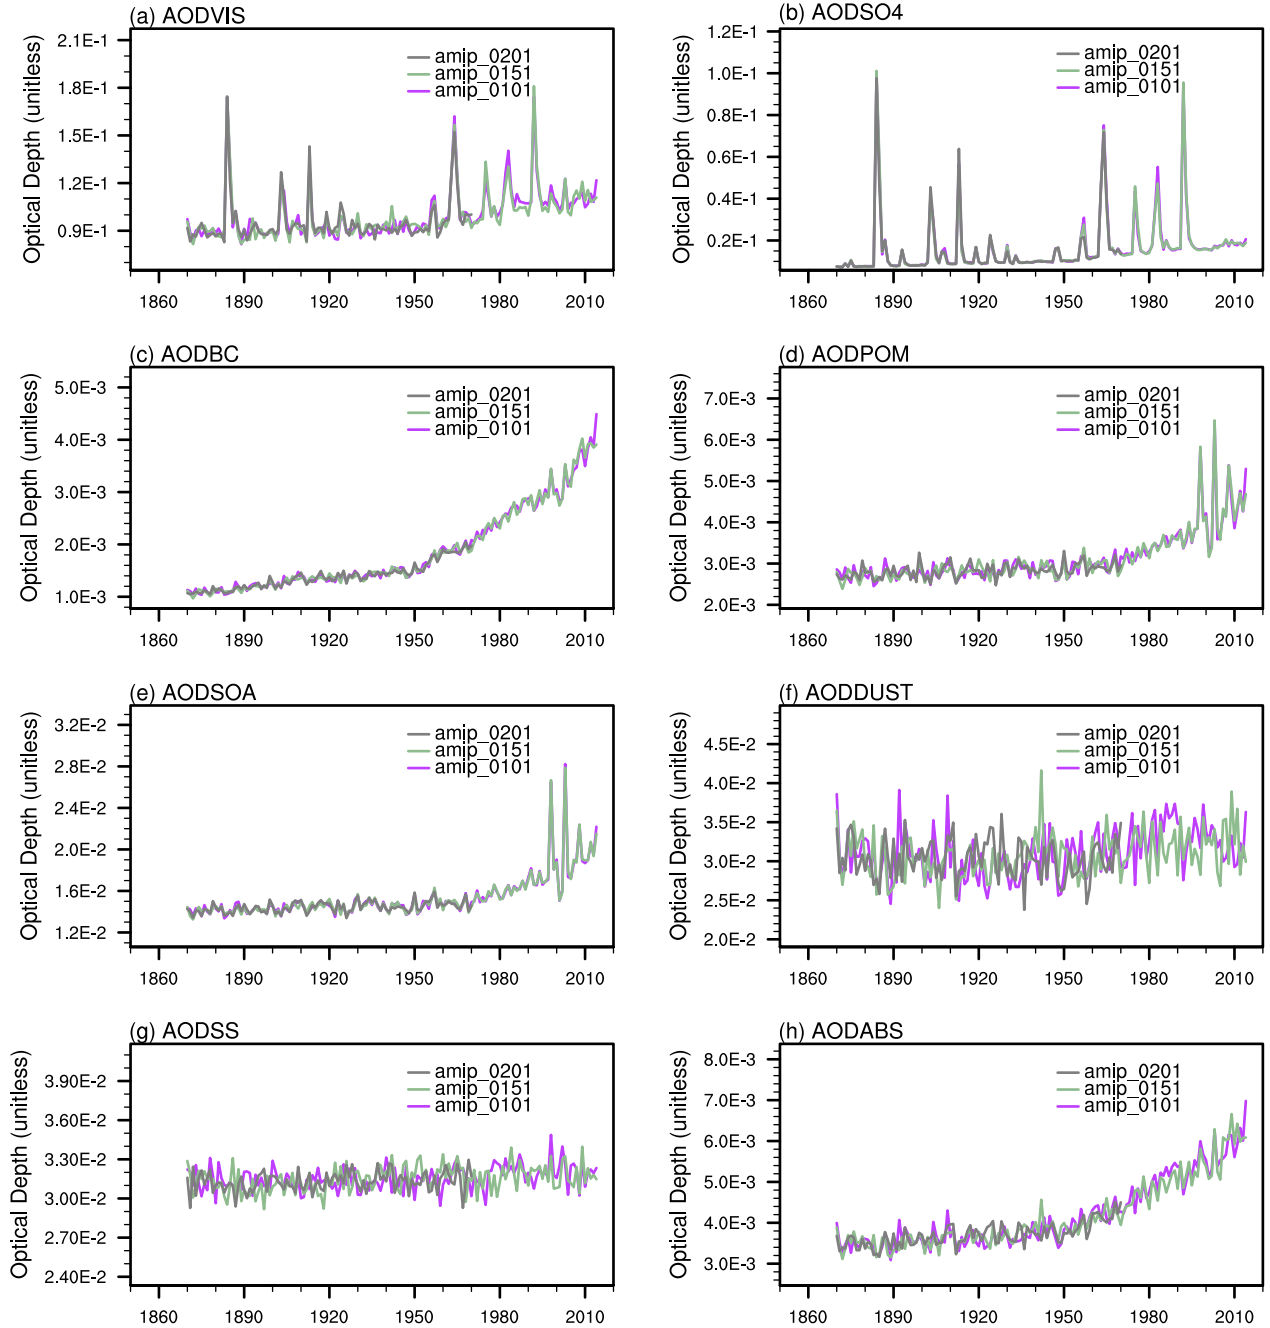 (a) AODVIS
Optical Depth (unitless)
2.1E-1
1.8E-1
1.5E-1
1.2E-1
0.9E-1
amip_0201
amip_0151
amip_0101
1860 1890 1920 1950 1980 2010
(b) AODSO4
Optical Depth (unitless)
1.2E-1
1.0E-1
0.8E-1
0.6E-1
0.4E-1
0.2E-1
amip_0201
amip_0151
amip_0101
1860 1890 1920 1950 1980 2010
(c) AODBC
Optical Depth (unitless)
5.0E-3
4.0E-3
3.0E-3
2.0E-3
1.0E-3
amip_0201
amip_0151
amip_0101
1860 1890 1920 1950 1980 2010
(d) AODPOM
Optical Depth (unitless)
7.0E-3
6.0E-3
5.0E-3
4.0E-3
3.0E-3
2.0E-3
amip_0201
amip_0151
amip_0101
1860 1890 1920 1950 1980 2010
(e) AODSOA
Optical Depth (unitless)
3.2E-2
2.8E-2
2.4E-2
2.0E-2
1.6E-2
1.2E-2
amip_0201
amip_0151
amip_0101
1860 1890 1920 1950 1980 2010
(f) AODDUST
Optical Depth (unitless)
4.5E-2
4.0E-2
3.5E-2
3.0E-2
2.5E-2
2.0E-2
amip_0201
amip_0151
amip_0101
1860 1890 1920 1950 1980 2010
(g) AODSS
Optical Depth (unitless)
3.90E-2
3.60E-2
3.30E-2
3.00E-2
2.70E-2
2.40E-2
amip_0201
amip_0151
amip_0101
1860 1890 1920 1950 1980 2010
(h) AODABS
Optical Depth (unitless)
8.0E-3
7.0E-3
6.0E-3
5.0E-3
4.0E-3
3.0E-3
amip_0201
amip_0151
amip_0101
1860 1890 1920 1950 1980 2010